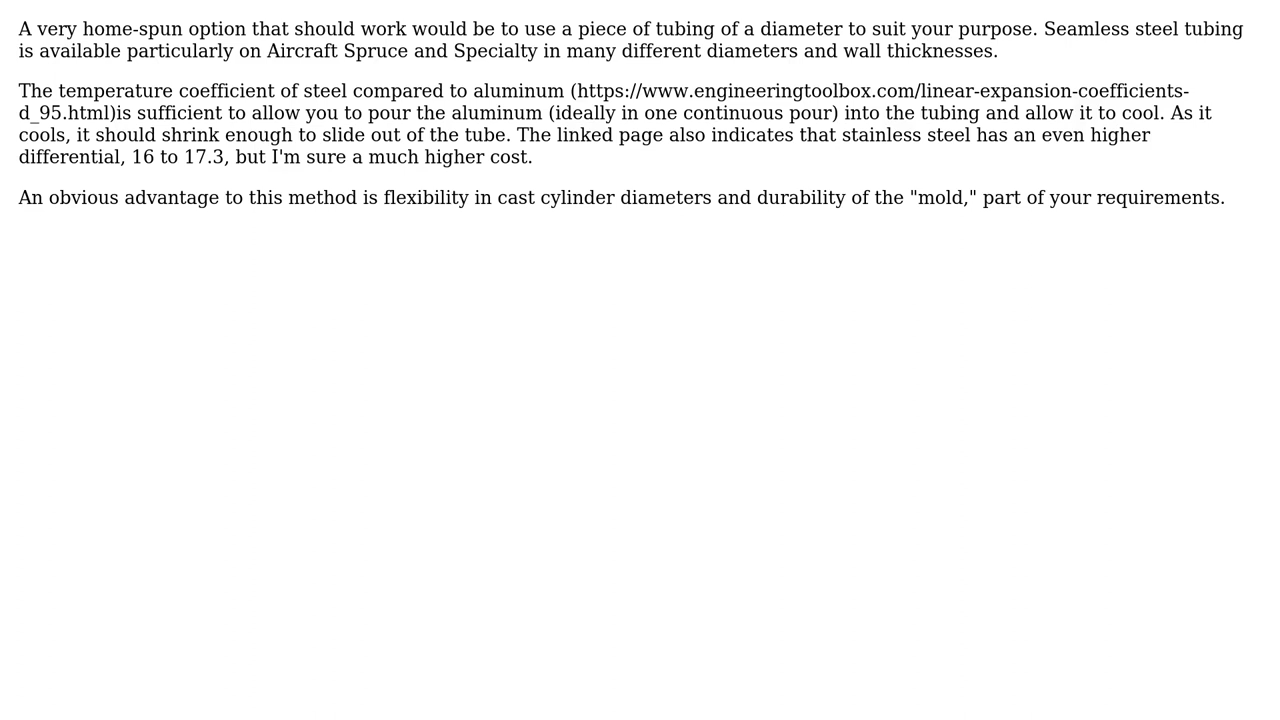 A very home-spun option that should work would be to use a piece of tubing of a diameter to suit your purpose. Seamless steel tubing
is available particularly on Aircraft Spruce and Specialty in many different diameters and wall thicknesses.
The temperature coefficient of steel compared to aluminum (https://www.engineeringtoolbox.com/linear-expansion-coefficients-
d_95.html)is sufficient to allow you to pour the aluminum (ideally in one continuous pour) into the tubing and allow it to cool. As it
cools, it should shrink enough to slide out of the tube. The linked page also indicates that stainless steel has an even higher
differential, 16 to 17.3, but I'm sure a much higher cost.
An obvious advantage to this method is flexibility in cast cylinder diameters and durability of the "mold," part of your requirements.